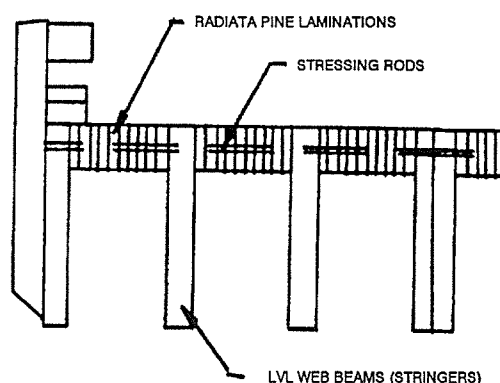 RADIATA PINE LAMINATIONS
STRESSING RODS
LVL WEB BEAMS (STRINGERS)